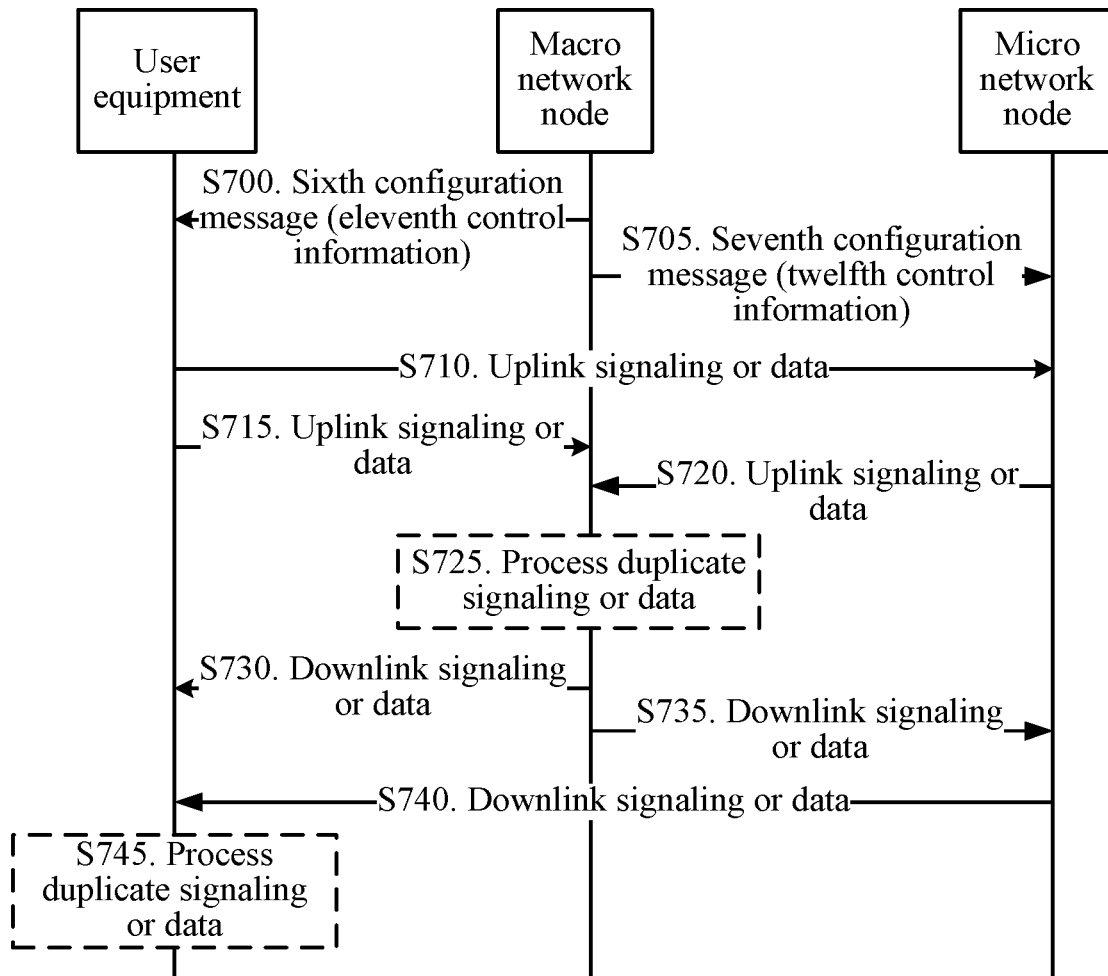 User
equipment
Macro
network
node
Micro
network
node
S700. Sixth configuration
message (eleventh control
information)
S705. Seventh configuration
message (twelfth control
information)
S710. Uplink signaling or data
S715. Uplink signaling or
data
S720. Uplink signaling or
data
S725. Process duplicate
signaling or data
S730. Downlink signaling
or data
S735. Downlink signaling
or data
S740. Downlink signaling or data
S745. Process
duplicate signaling
or data